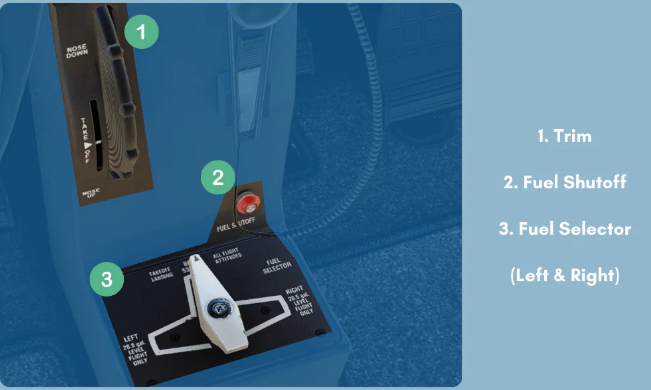 1
NOSE
DOWN
TAKE
OFF
NOSE
UP
2
FUEL SHUTOFF
3
TAKEOFF
LANDING
ALL FLIGHT
ATTITUDES
FUEL
SELECTOR
LEFT
26.5 gal.
LEVEL
FLIGHT
ONLY
RIGHT
26.5 gal.
LEVEL
FLIGHT
ONLY
1. Trim
2. Fuel Shutoff
3. Fuel Selector
(Left & Right)